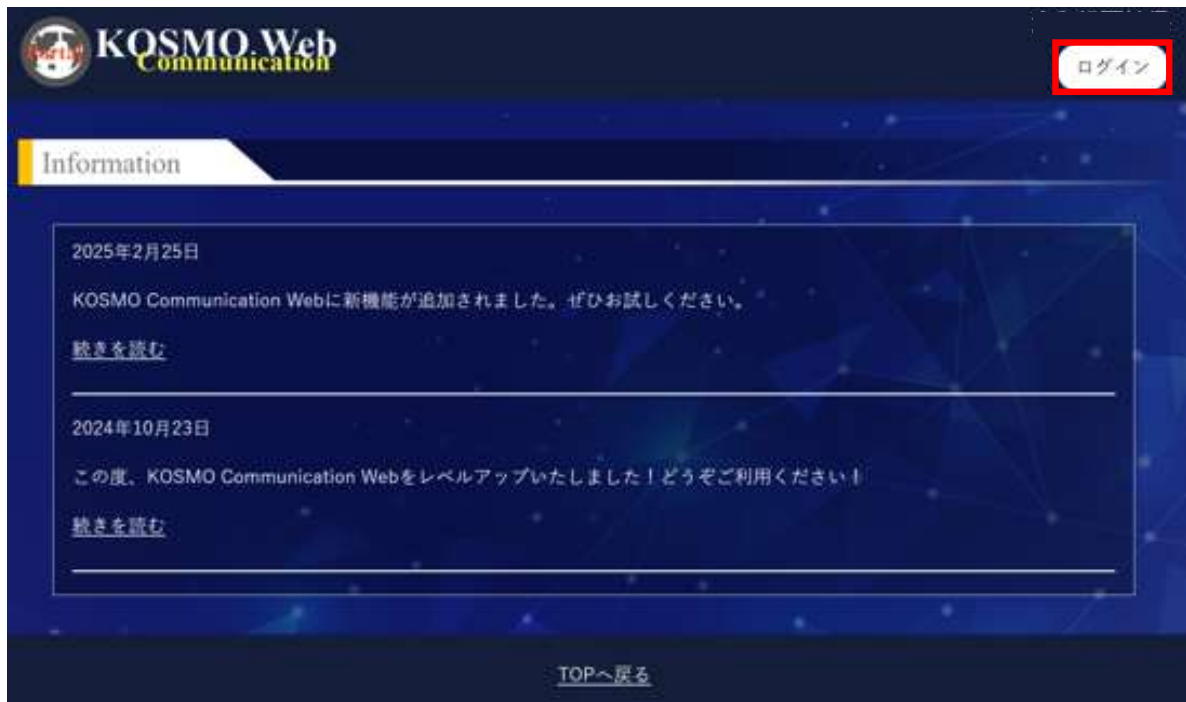 Portal
KOSMO.Web
Communication
ログイン
Information
2025年2月25日
KOSMO Communication Webに新機能が追加されました。ぜひお試しください。
続きを読む
2024年10月23日
この度、KOSMO Communication Webをレベルアップいたしました！どうぞご利用ください！
続きを読む
TOPへ戻る